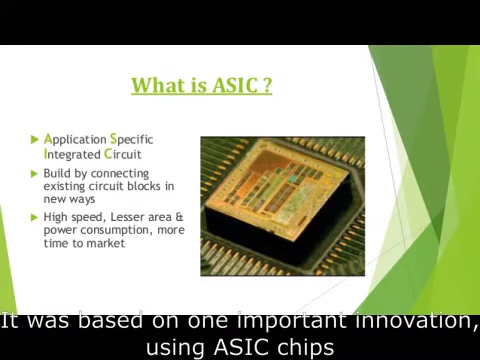 What is ASIC ?
Application Specific
Integrated Circuit
Build by connecting
existing circuit blocks in
new ways
High speed, Lesser area &
power consumption, more
time to market
It was based on one important innovation,
using ASIC chips